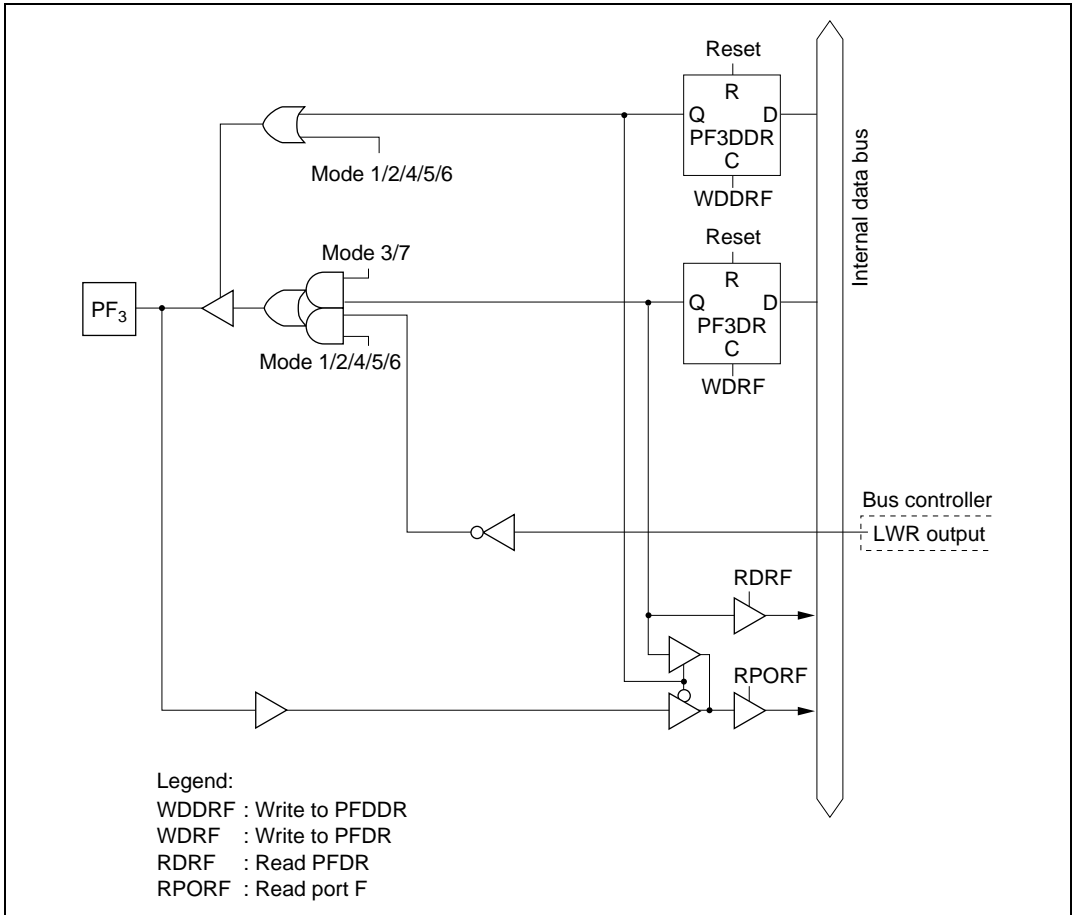 Reset
R
Q D
PF3DDR
C
WDDRF
Mode 1/2/4/5/6
Internal data bus
Reset
R
Q D
PF3DR
C
WDRF
Mode 3/7
PF3
Mode 1/2/4/5/6
Bus controller
LWR output
RDRF
RPORF
Legend:
WDDRF : Write to PFDDR
WDRF : Write to PFDR
RDRF : Read PFDR
RPORF : Read port F